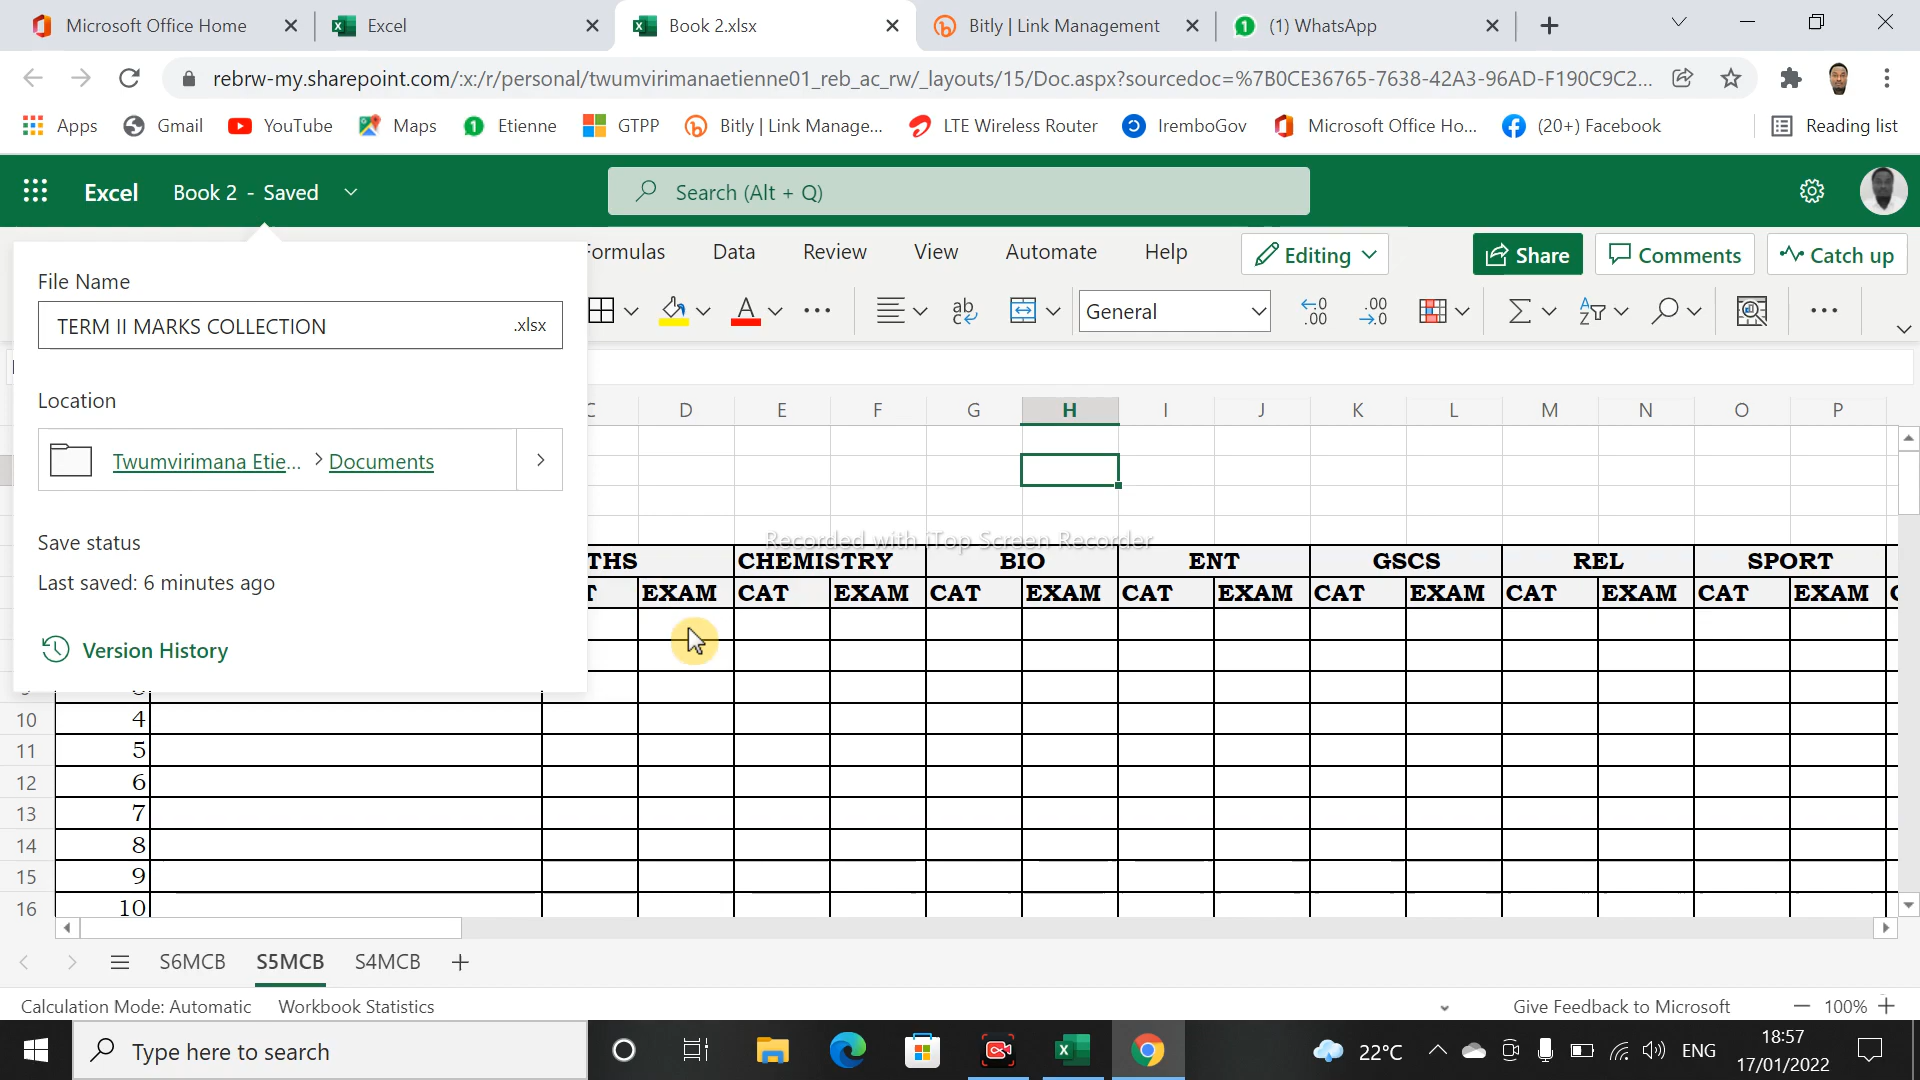 Microsoft Office Home
Excel
Book 2.xlsx
Bitly | Link Management
(1) WhatsApp
rebrw-my.sharepoint.com/:x:/r/personal/twumvirimanaetienne01_reb_ac_rw/_layouts/15/Doc.aspx?sourcedoc=%7B0CE36765-7638-42A3-96AD-F190C9C2...
Apps Gmail YouTube Maps Etienne GTPP Bitly | Link Manage... LTE Wireless Router IremboGov Microsoft Office Ho... (20+) Facebook Reading list
Excel Book 2 - Saved Search (Alt + Q)
Formulas Data Review View Automate Help Editing Share Comments Catch up
General
File Name
TERM II MARKS COLLECTION .xlsx
Location
Twumvirimana Etie... > Documents
Save status
Last saved: 6 minutes ago
Version History
C D E F G H I J K L M N O P
Recorded with iTop Screen Recorder
THS CHEMISTRY BIO ENT GSCS REL SPORT
T EXAM CAT EXAM CAT EXAM CAT EXAM CAT EXAM CAT EXAM CAT EXAM C
10 4
11 5
12 6
13 7
14 8
15 9
16 10
S6MCB S5MCB S4MCB
Calculation Mode: Automatic Workbook Statistics Give Feedback to Microsoft 100%
Type here to search 22°C ENG 18:57
17/01/2022